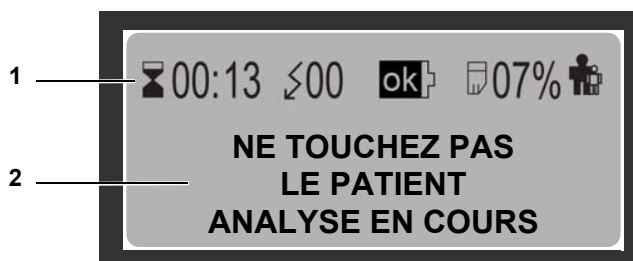 1
00:13 00 ok 07%
NE TOUCHEZ PAS
2
LE PATIENT
ANALYSE EN COURS